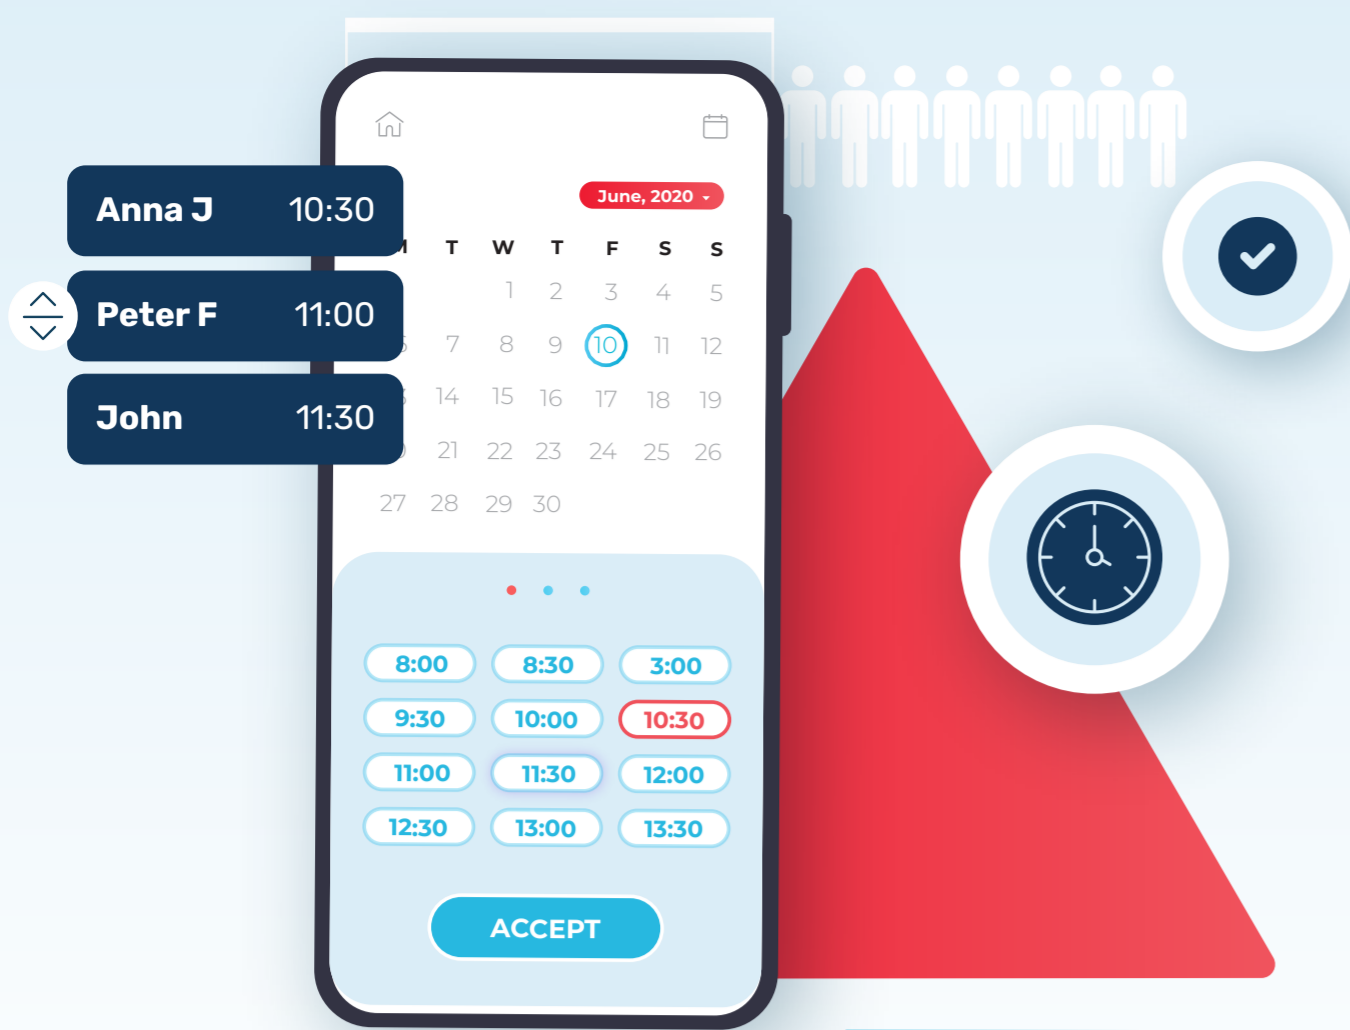 June, 2020
Anna J 10:30
T W T F S S
1 2 3 4 5
Peter F 11:00
7 8 9 10 11 12
John 11:30
14 15 16 17 18 19
21 22 23 24 25 26
27 28 29 30
8:00 8:30 3:00
9:30 10:00 10:30
11:00 11:30 12:00
12:30 13:00 13:30
ACCEPT